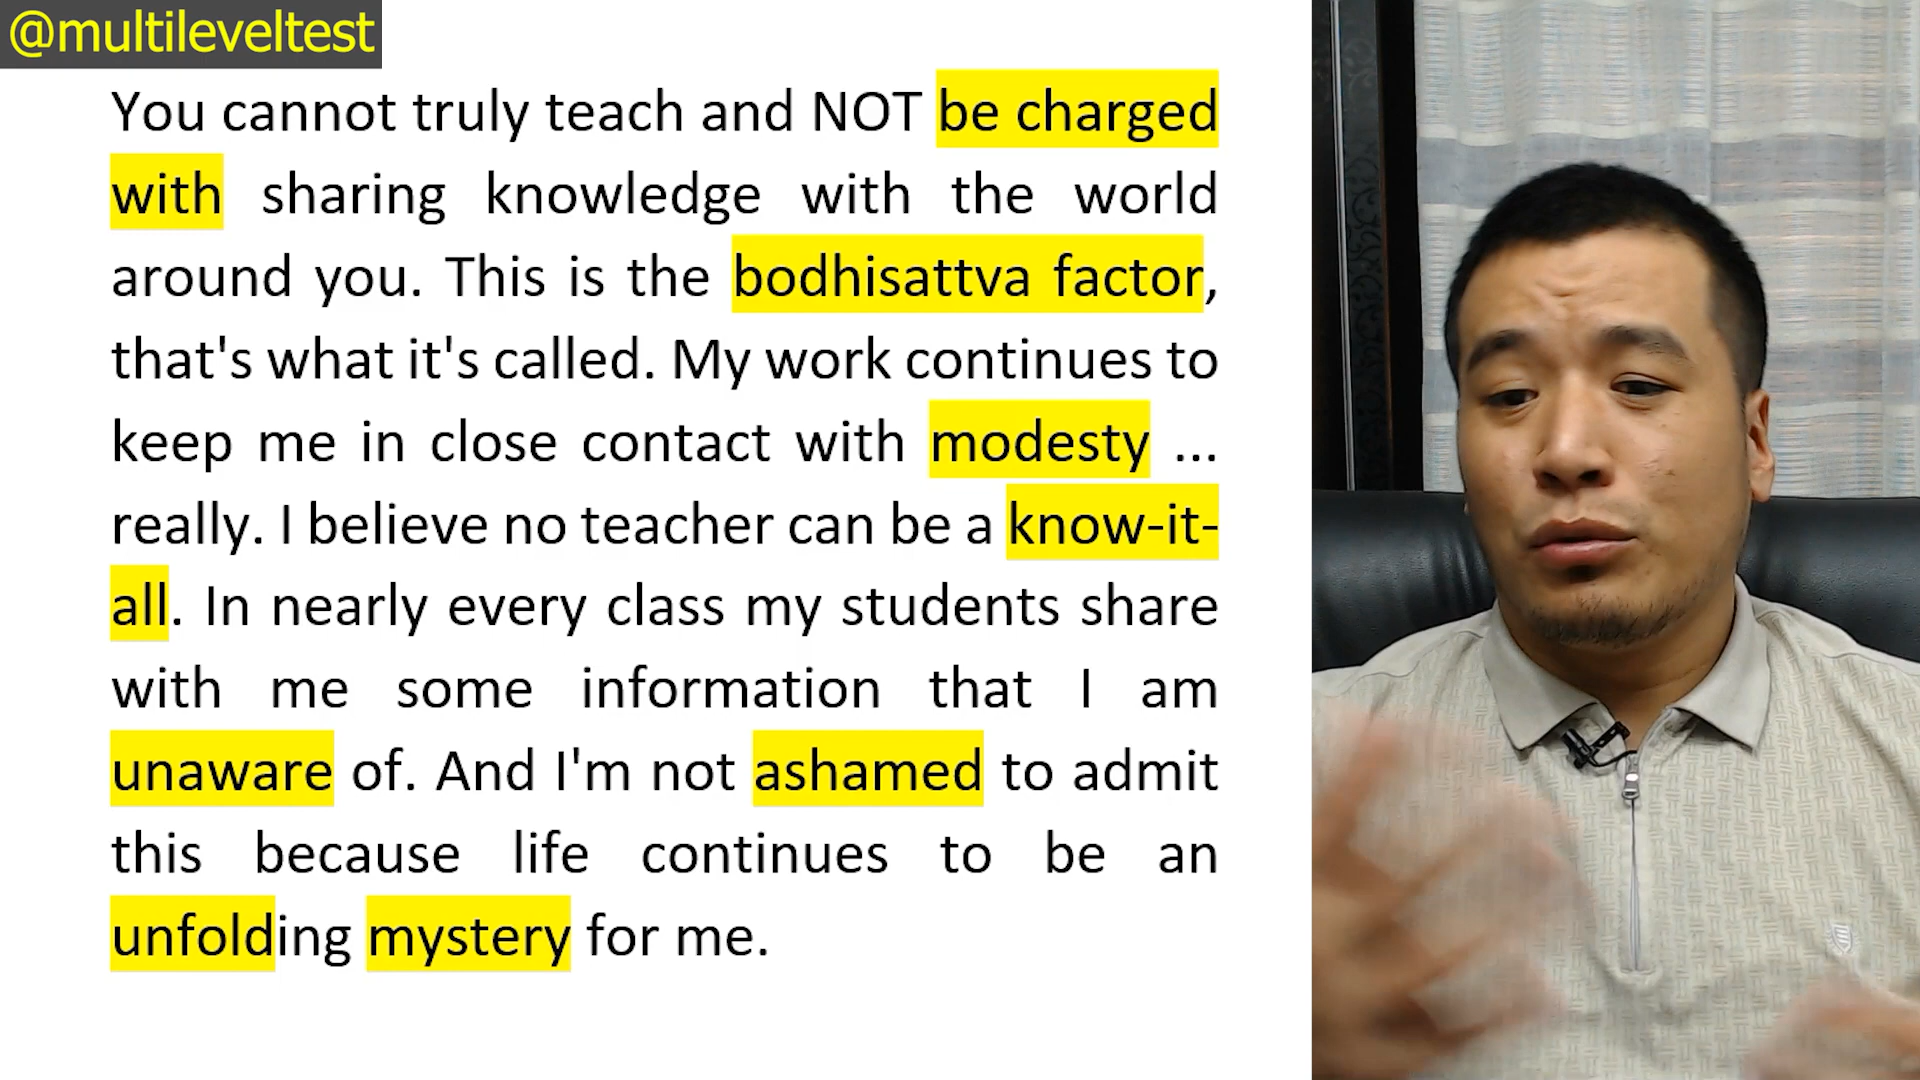 @multileveltest
You cannot truly teach and NOT be charged
with sharing knowledge with the world
around you. This is the bodhisattva factor,
that's what it's called. My work continues to
keep me in close contact with modesty ...
really. I believe no teacher can be a know-it-
all. In nearly every class my students share
with me some information that I am
unaware of. And I'm not ashamed to admit
this because life continues to be an
unfolding mystery for me.